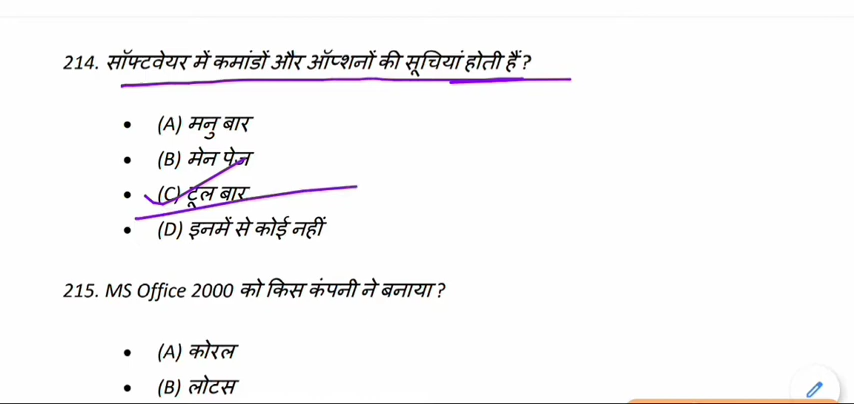 214. सॉफ्टवेयर में कमांडों और ऑप्शनों की सूचियां होती हैं?
• (A) मनु बार
• (B) मेन पेज
• (C) टूल बार
• (D) इनमें से कोई नहीं
215. MS Office 2000 को किस कंपनी ने बनाया?
• (A) कोरल
• (B) लोटस